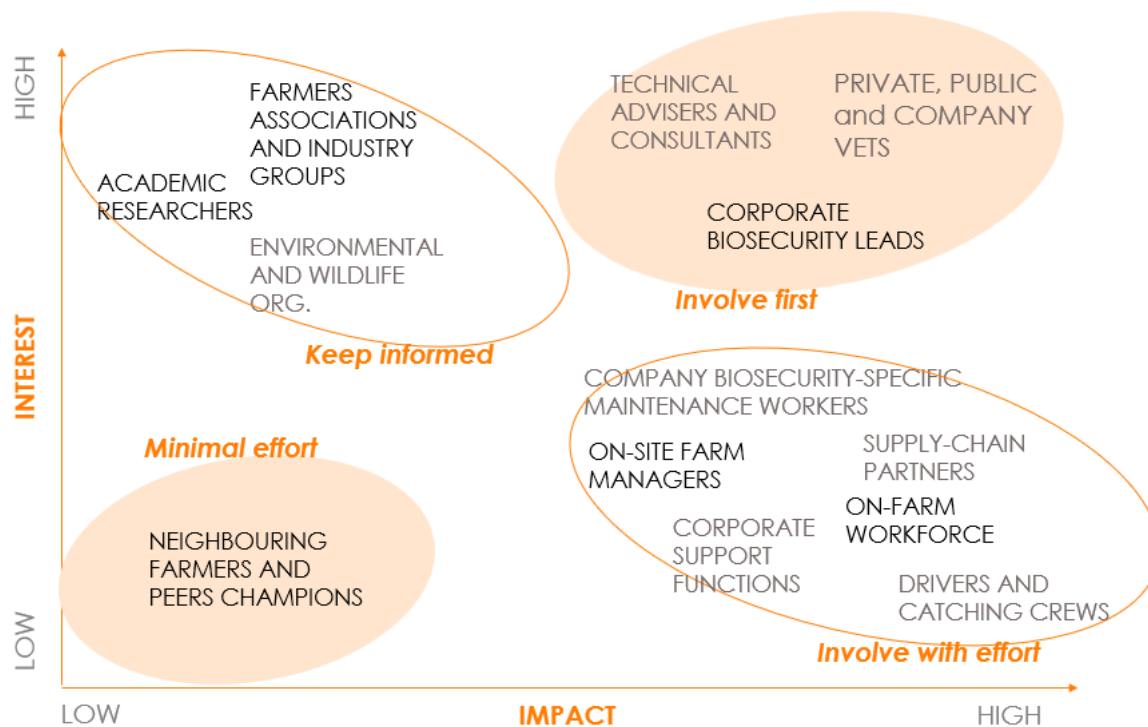 HIGH
FARMERS
ASSOCIATIONS
AND INDUSTRY
GROUPS
ACADEMIC
RESEARCHERS
ENVIRONMENTAL
AND WILDLIFE
ORG.
Keep informed
TECHNICAL
ADVISERS AND
CONSULTANTS
PRIVATE, PUBLIC
and COMPANY
VETS
CORPORATE
BIOSECURITY LEADS
Involve first
INTEREST
Minimal effort
NEIGHBOURING
FARMERS AND
PEERS CHAMPIONS
COMPANY BIOSECURITY-SPECIFIC
MAINTENANCE WORKERS
ON-SITE FARM
MANAGERS
SUPPLY-CHAIN
PARTNERS
ON-FARM
WORKFORCE
CORPORATE
SUPPORT
FUNCTIONS
DRIVERS AND
CATCHING CREWS
Involve with effort
LOW
LOW
IMPACT
HIGH